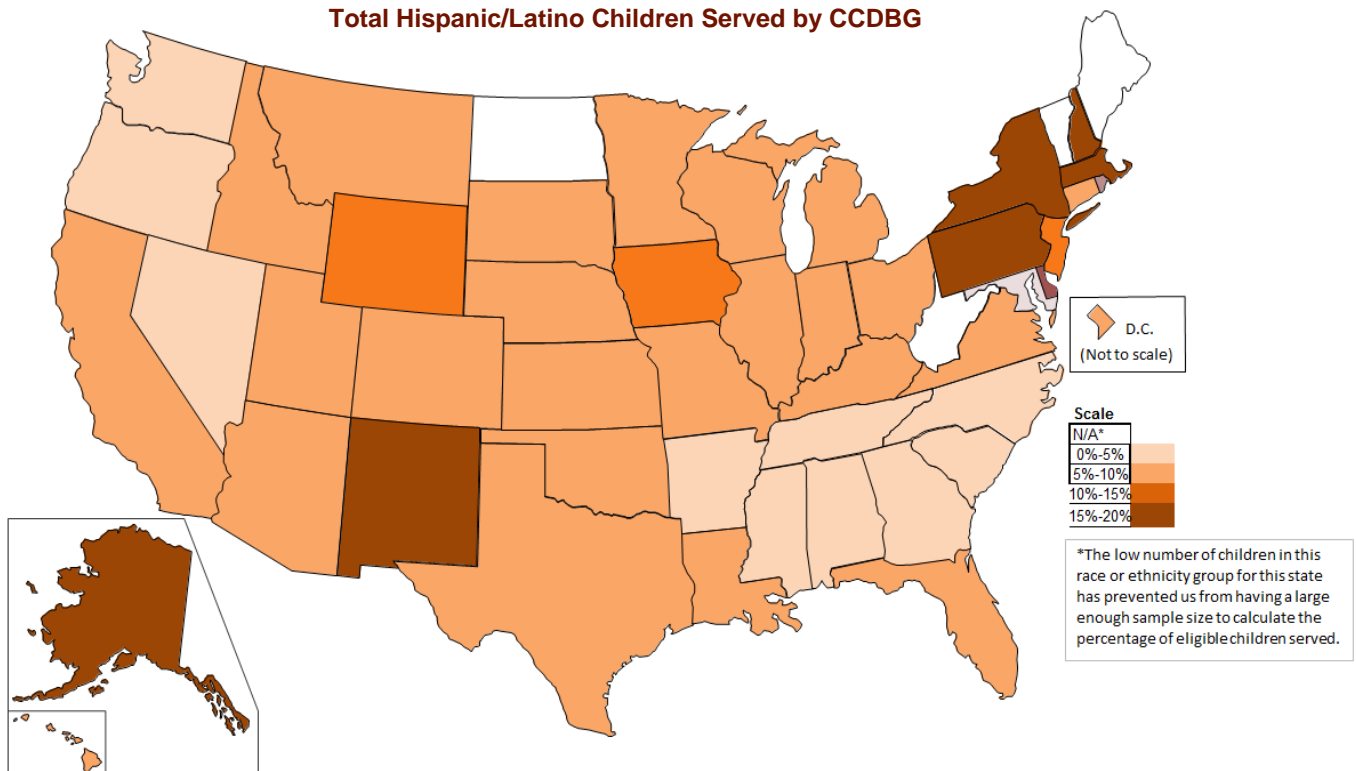 Total Hispanic/Latino Children Served by CCDBG
D.C.
(Not to scale)
Scale
N/A*
0%-5%
5%-10%
10%-15%
15%-20%
*The low number of children in this
race or ethnicity group for this state
has prevented us from having a large
enough sample size to calculate the
percentage of eligible children served.